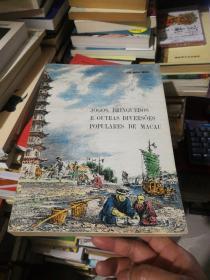 JOGOS, BRINQUEDOS
E OUTRAS DIVERSÕES
POPULARES DE MACAU